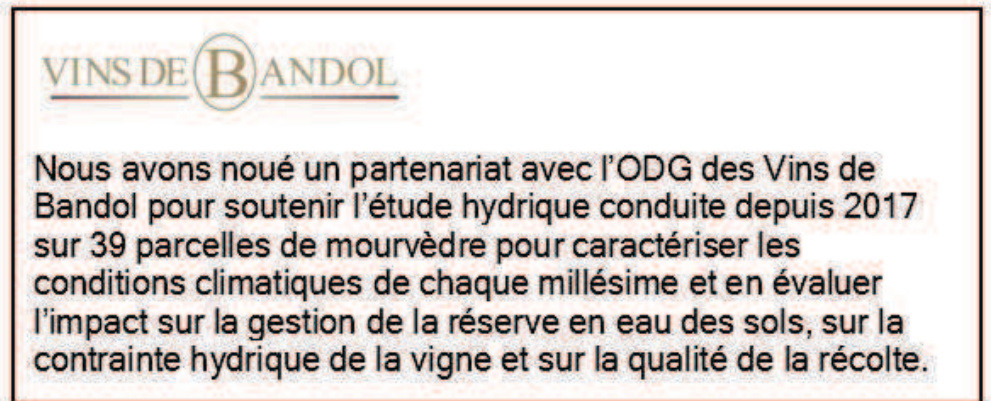 VINS DE BANDOL
Nous avons noué un partenariat avec l'ODG des Vins de
Bandol pour soutenir l'étude hydrique conduite depuis 2017
sur 39 parcelles de mourvèdre pour caractériser les
conditions climatiques de chaque millésime et en évaluer
l'impact sur la gestion de la réserve en eau des sols, sur la
contrainte hydrique de la vigne et sur la qualité de la récolte.